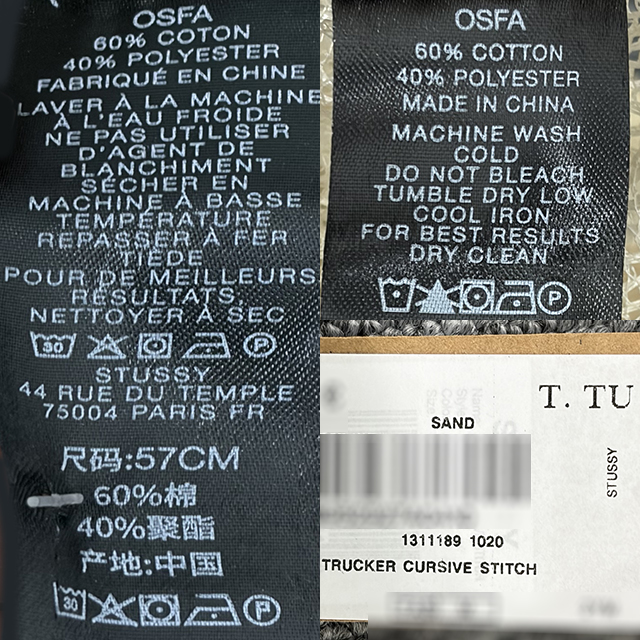 OSFA
60% COTON
40% POLYESTER
FABRIQUÉ EN CHINE
LAVER À LA MACHINE
À L'EAU FROIDE
NE PAS UTILISER
D'AGENT DE
BLANCHIMENT
SÉCHER EN
MACHINE À BASSE
TEMPÉRATURE
REPASSER À FER
TIÈDE
POUR DE MEILLEURS
RÉSULTATS,
NETTOYER À SEC
30 P
STUSSY
44 RUE DU TEMPLE
75004 PARIS FR
尺码:57CM
60%棉
40%聚酯
产地:中国
30 P
OSFA
60% COTTON
40% POLYESTER
MADE IN CHINA
MACHINE WASH
COLD
DO NOT BLEACH
TUMBLE DRY LOW
COOL IRON
FOR BEST RESULTS
DRY CLEAN
P
T. TU
SAND
STUSSY
1311189 1020
TRUCKER CURSIVE STITCH